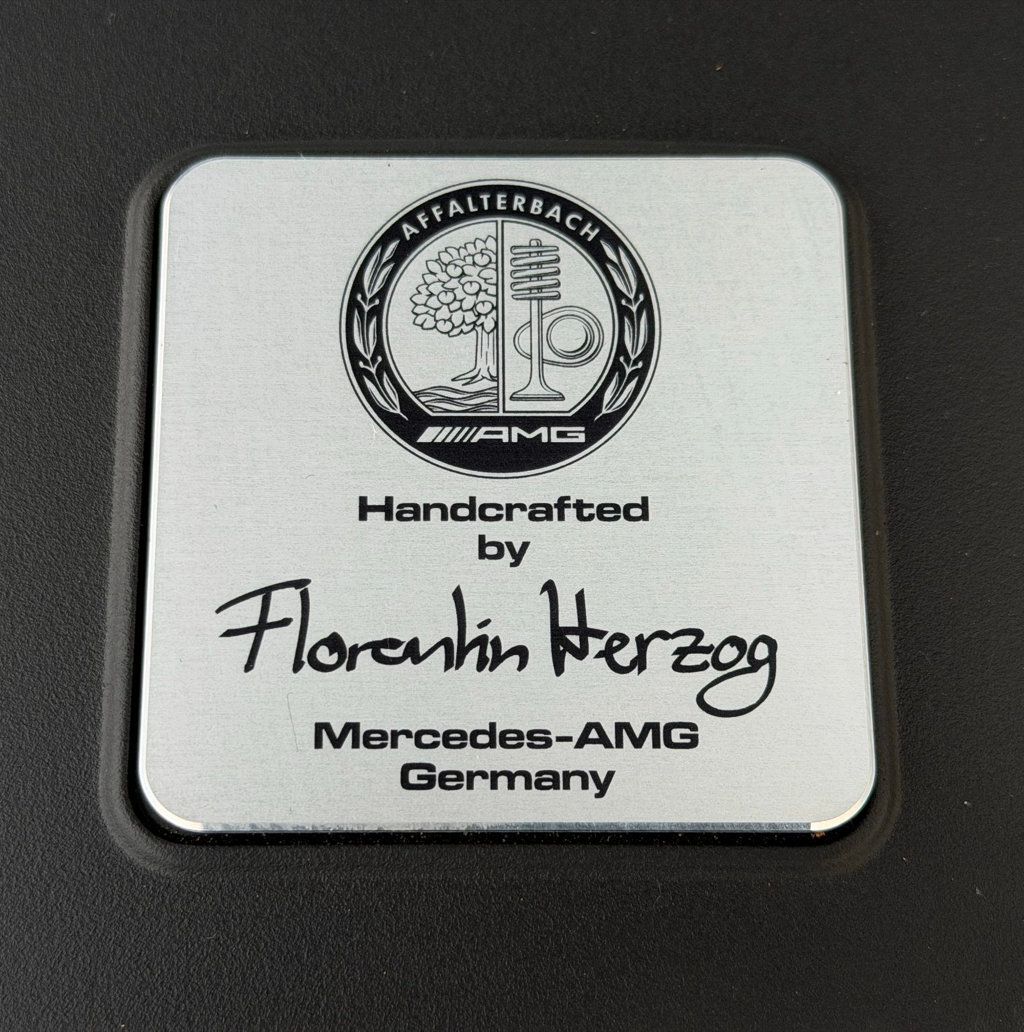 AFFALTERBACH
AMG
Handcrafted
by
Florentin Herzog
Mercedes-AMG
Germany